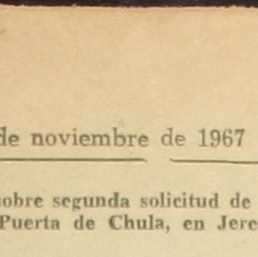 de noviembre de 1967
sobre segunda solicitud de
Puerta de Chula, en Jere